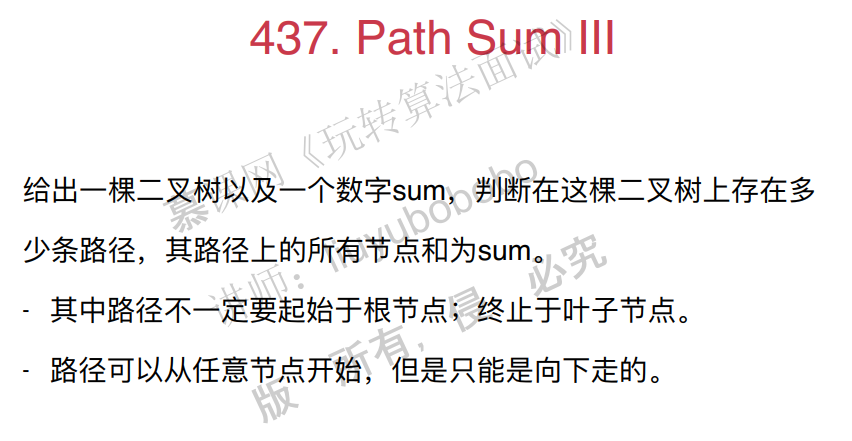 437. Path Sum III
给出一棵二叉树以及一个数字sum，判断在这棵二叉树上存在多
少条路径，其路径上的所有节点和为sum。
- 其中路径不一定要起始于根节点；终止于叶子节点。
- 路径可以从任意节点开始，但是只能是向下走的。
慕课网《玩转算法面试》
讲师：liuyubobobo
版 所有，侵 必究